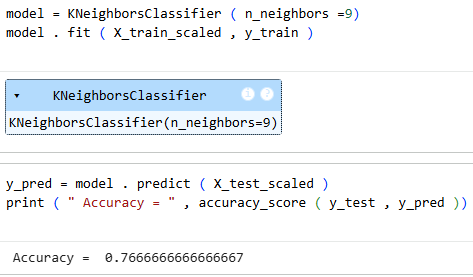 model = KNeighborsClassifier ( n_neighbors =9)
model . fit ( X_train_scaled , y_train )
▾ KNeighborsClassifier i ?
KNeighborsClassifier(n_neighbors=9)
y_pred = model . predict ( X_test_scaled )
print ( " Accuracy = " , accuracy_score ( y_test , y_pred ))
Accuracy = 0.7666666666666667